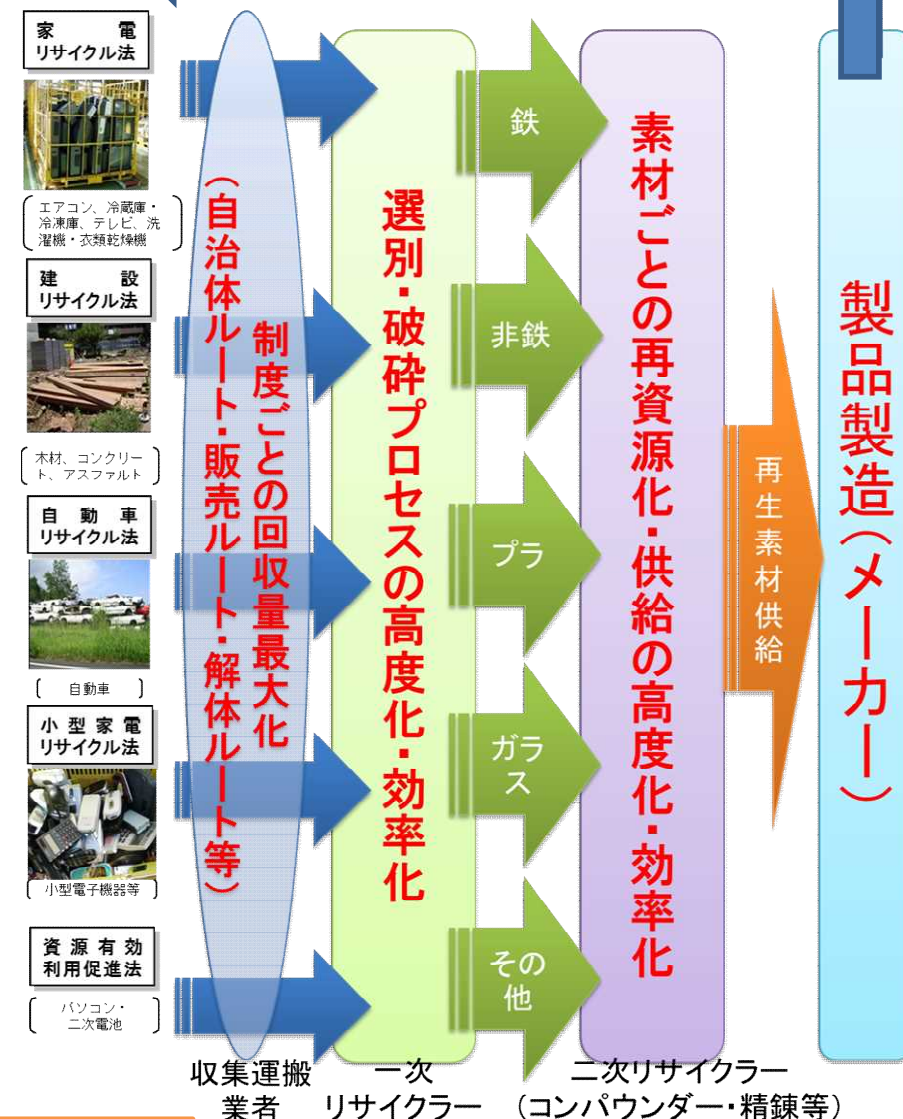 家電
リサイクル法
エアコン、冷蔵庫・
冷凍庫、テレビ、洗
濯機・衣類乾燥機
建設
リサイクル法
木材、コンクリー
ト、アスファルト
自動車
リサイクル法
自動車
小型家電
リサイクル法
小型電子機器等
資源有効
利用促進法
パソコン・
二次電池
制度ごとの回収量最大化
(自治体ルート・販売ルート・解体ルート等)
収集運搬
業者
選別・破砕プロセスの高度化・効率化
一次
リサイクラー
鉄
非鉄
プラ
ガラ
ス
その
他
素材ごとの再資源化・供給の高度化・効率化
二次リサイクラー
(コンパウンダー・精錬等)
再生素材供給
製品製造(メーカー)